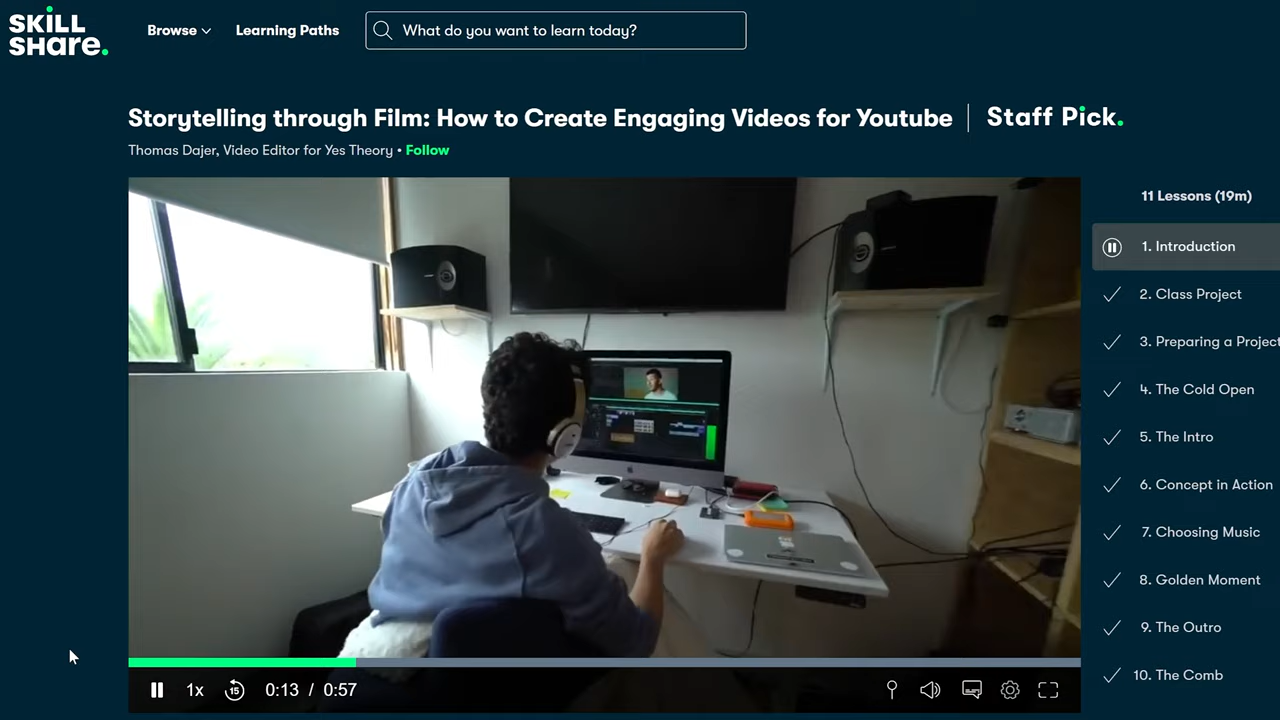 SKILL
SHare.
Browse
Learning Paths
What do you want to learn today?
Storytelling through Film: How to Create Engaging Videos for Youtube
Staff Pick.
Thomas Dajer, Video Editor for Yes Theory • Follow
11 Lessons (19m)
1. Introduction
2. Class Project
3. Preparing a Project
4. The Cold Open
5. The Intro
6. Concept in Action
7. Choosing Music
8. Golden Moment
9. The Outro
10. The Comb
1x
15
0:13 / 0:57